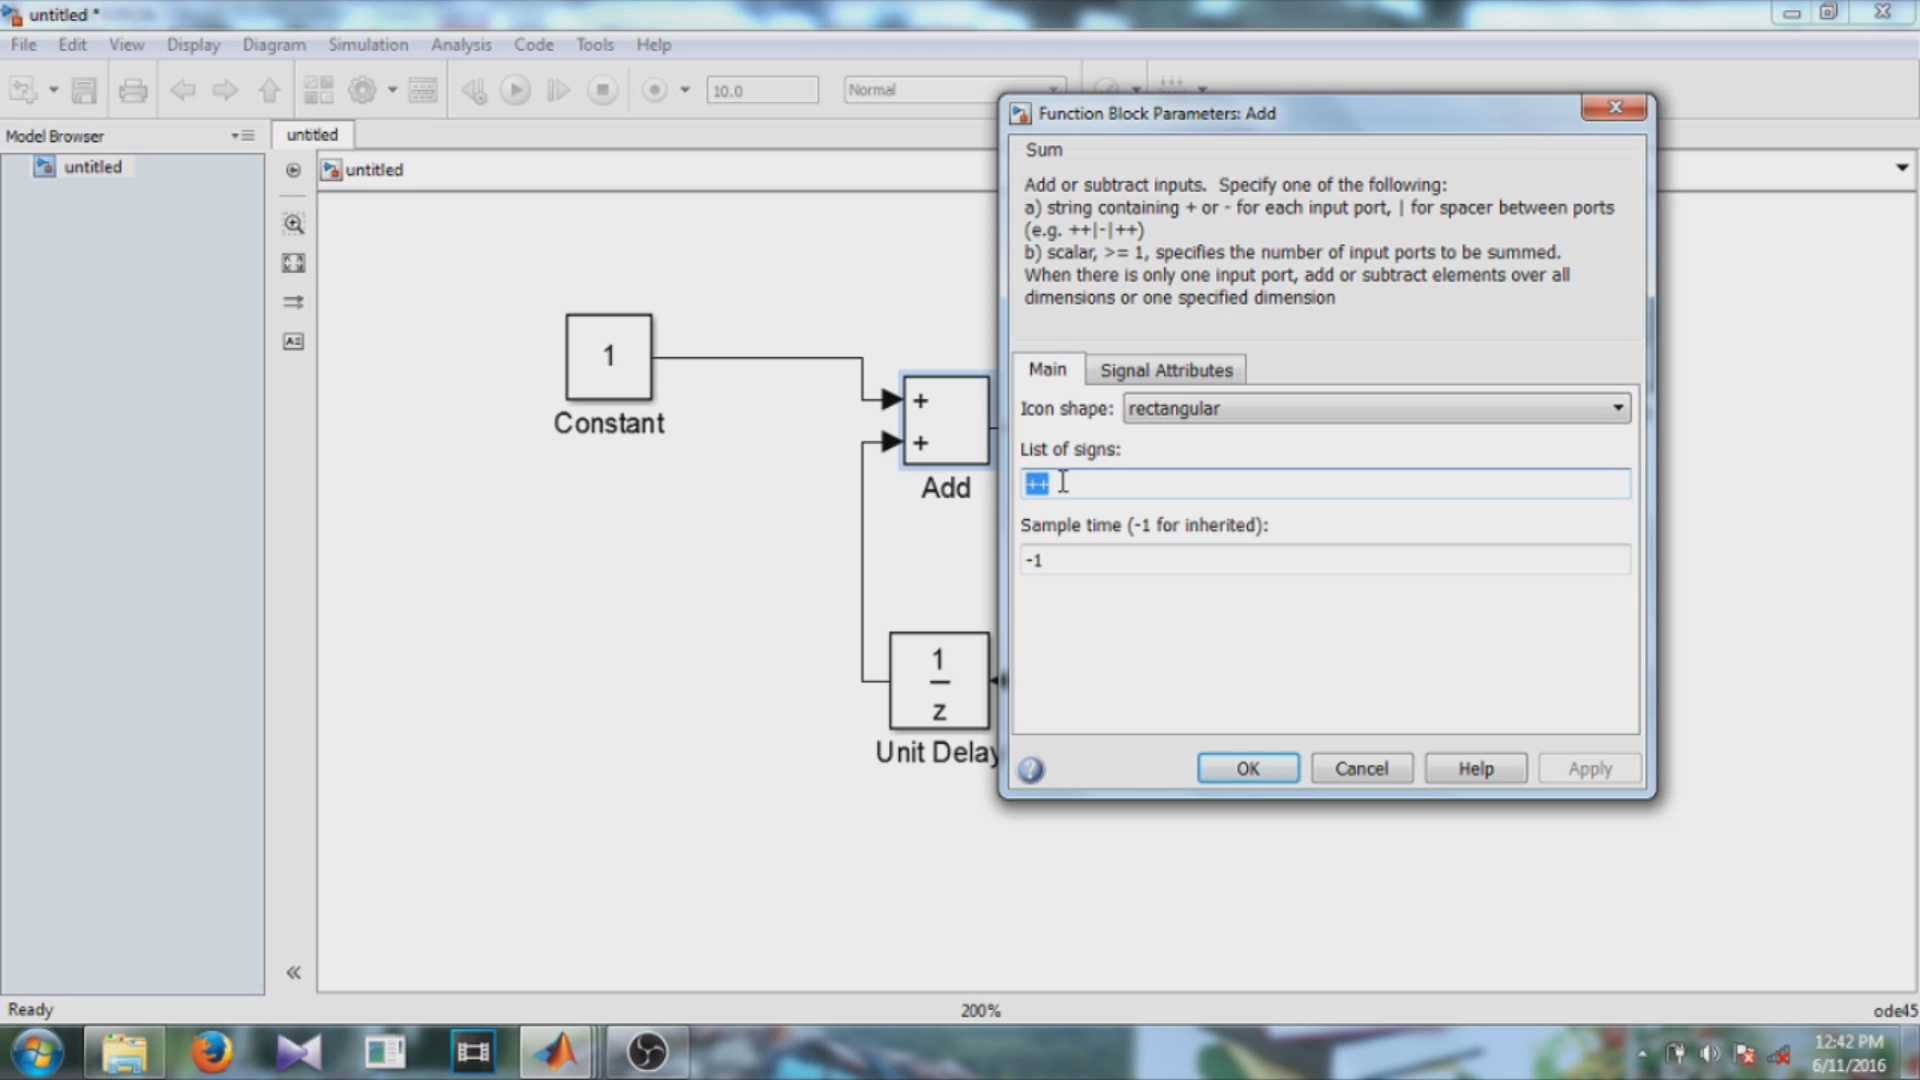 untitled *
File Edit View Display Diagram Simulation Analysis Code Tools Help
10.0
Normal
Model Browser
untitled
untitled
untitled
1
Constant
+
+
Add
1
z
Unit Delay
Function Block Parameters: Add
Sum
Add or subtract inputs. Specify one of the following:
a) string containing + or - for each input port, | for spacer between ports
(e.g. ++|-|++)
b) scalar, >= 1, specifies the number of input ports to be summed.
When there is only one input port, add or subtract elements over all
dimensions or one specified dimension
Main Signal Attributes
Icon shape: rectangular
List of signs:
++
Sample time (-1 for inherited):
-1
OK Cancel Help Apply
Ready 200% ode45
12:42 PM
6/11/2016